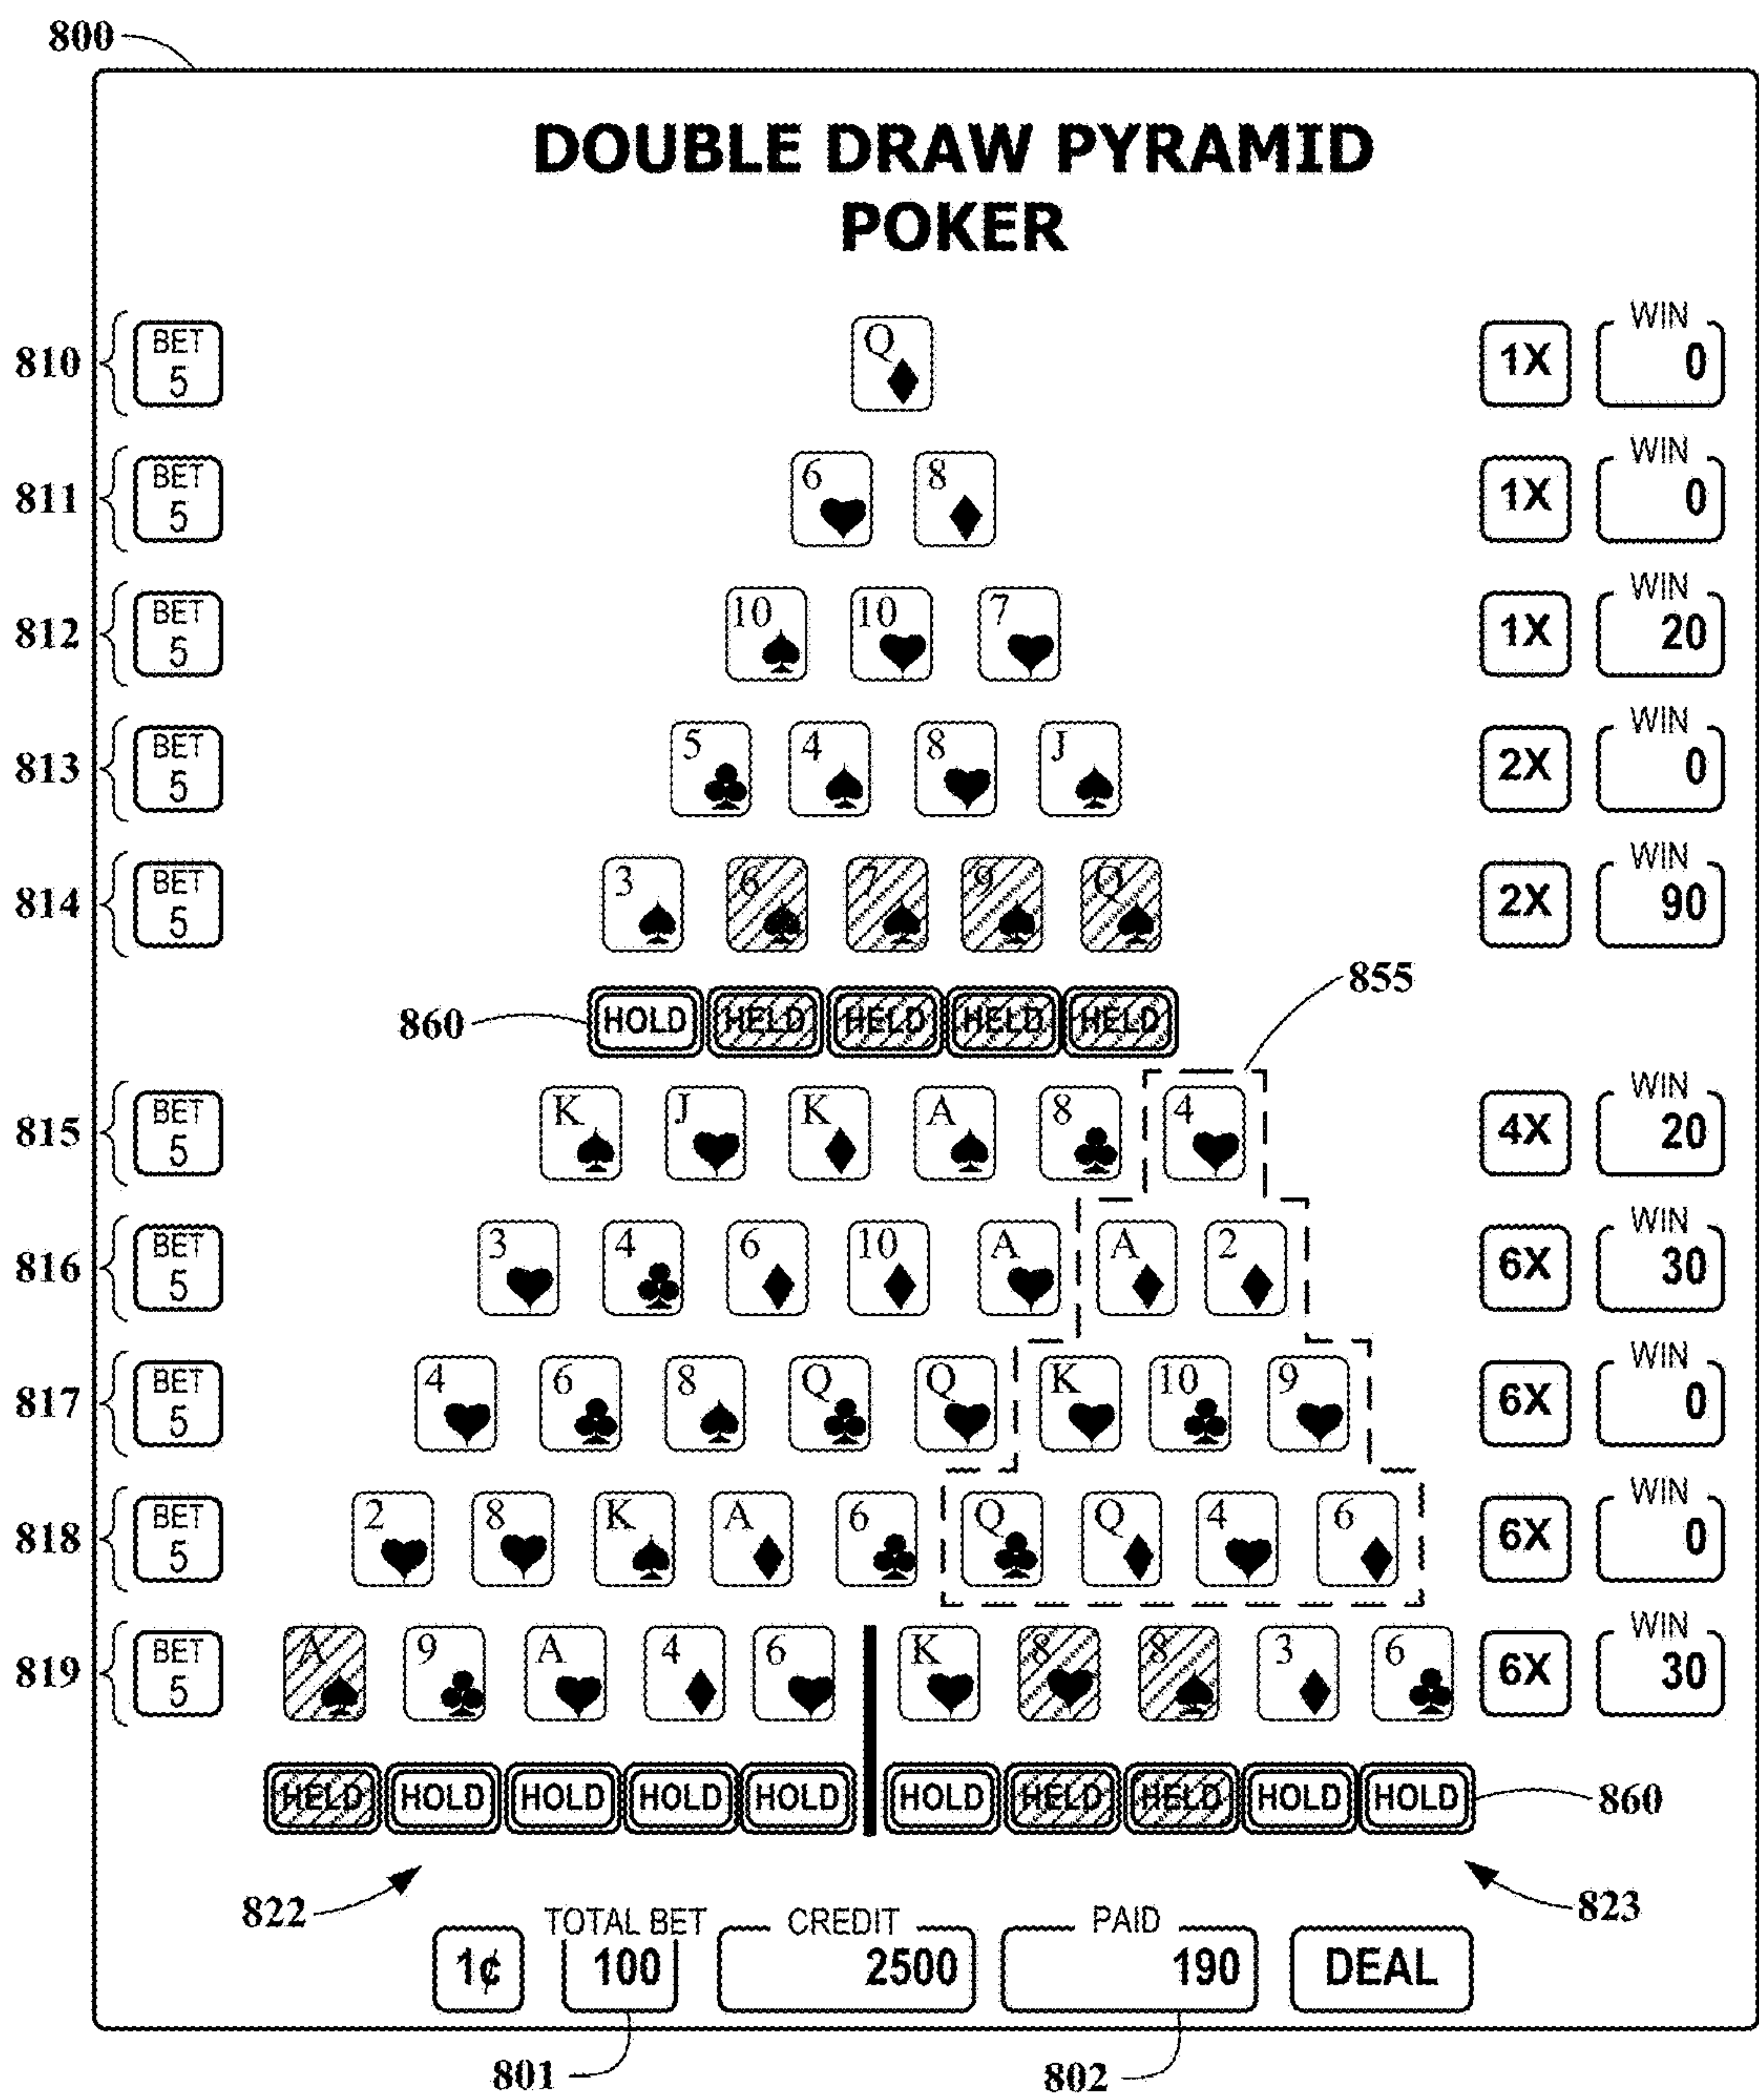 800
DOUBLE DRAW PYRAMID
POKER
810 BET 5 Q 1X WIN 0
811 BET 5 6 8 1X WIN 0
812 BET 5 10 10 7 1X WIN 20
813 BET 5 5 4 8 J 2X WIN 0
814 BET 5 3 6 7 9 Q 2X WIN 90
855
860 HOLD HELD HELD HELD HELD
815 BET 5 K J K A 8 4 4X WIN 20
816 BET 5 3 4 6 10 A A 2 6X WIN 30
817 BET 5 4 6 8 Q Q K 10 9 6X WIN 0
818 BET 5 2 8 K A 6 Q Q 4 6 6X WIN 0
819 BET 5 A 9 A 4 6 K 8 8 3 6 6X WIN 30
HELD HOLD HOLD HOLD HOLD HOLD HELD HELD HOLD HOLD 860
822 823
TOTAL BET CREDIT PAID
1¢ 100 2500 190 DEAL
801 802